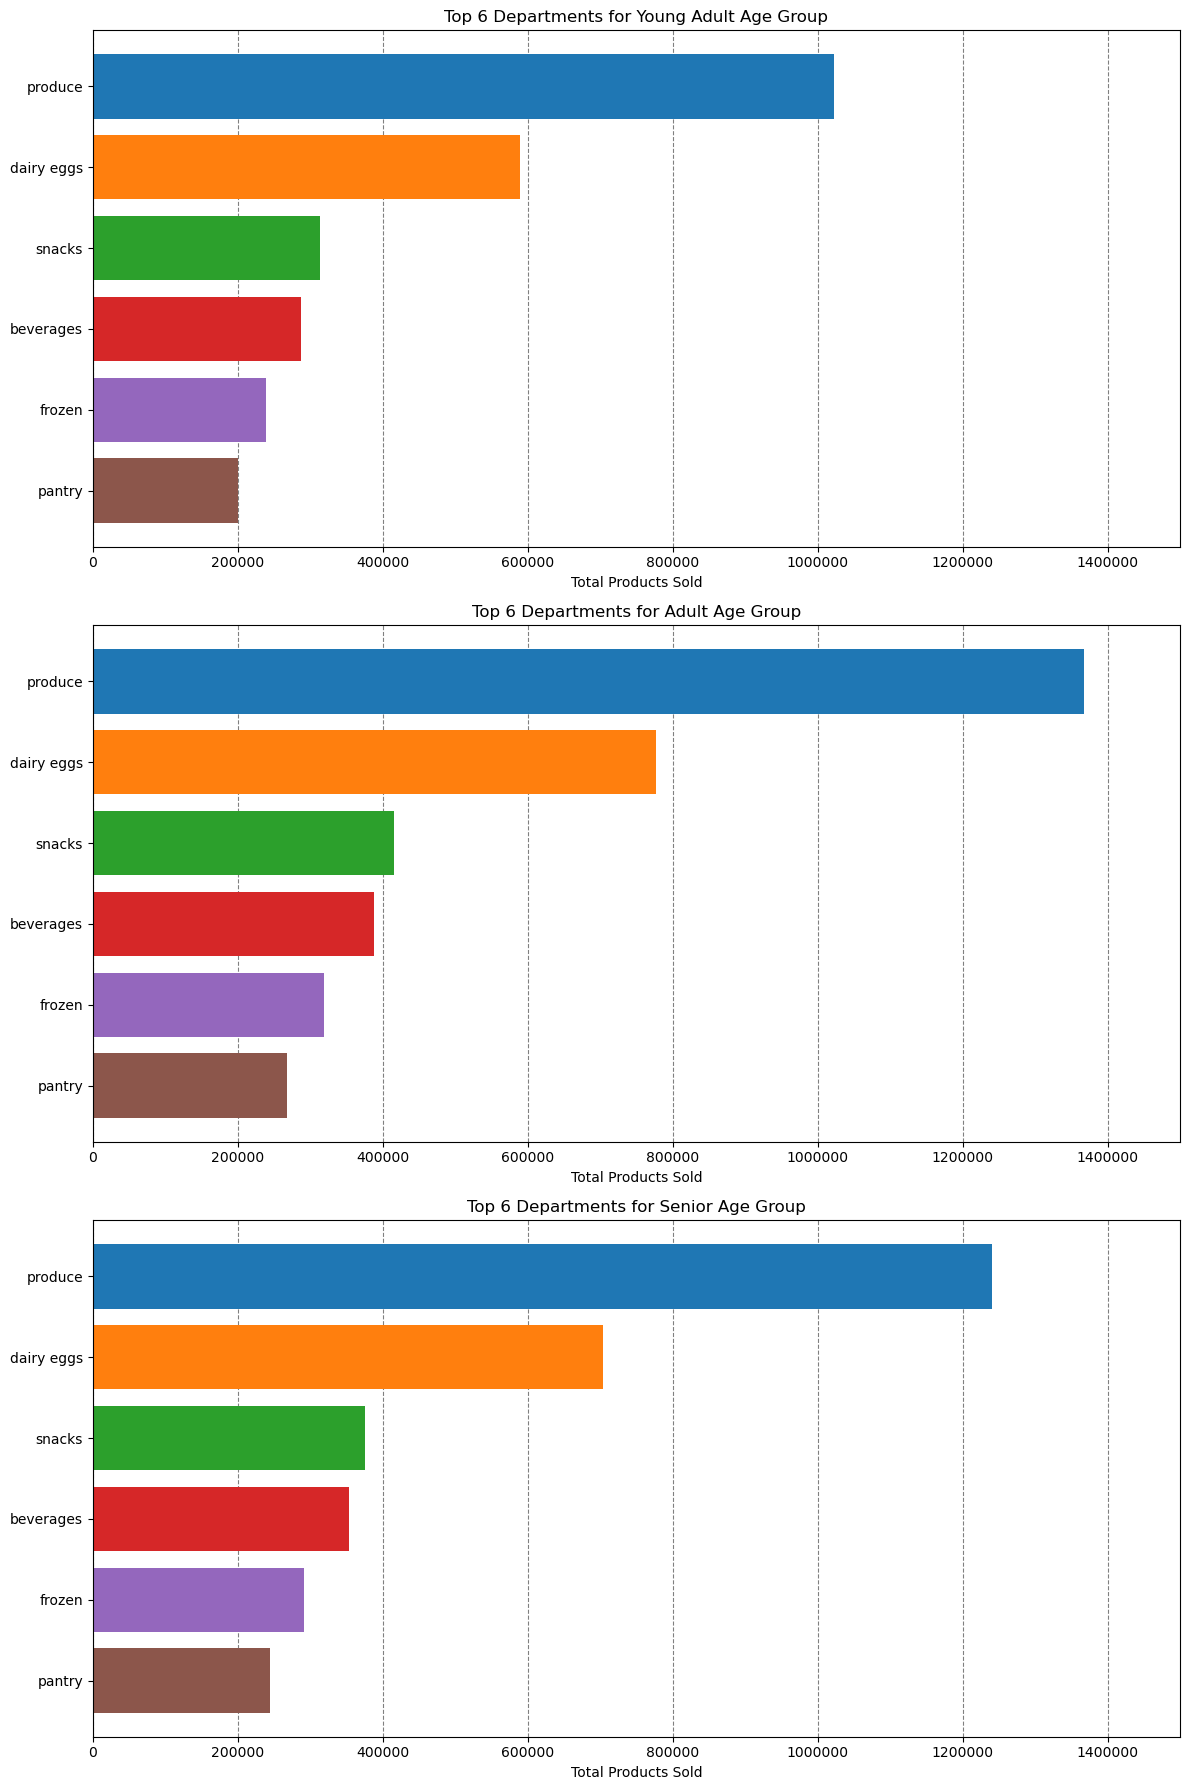 Top 6 Departments for Young Adult Age Group
produce
dairy eggs
snacks
beverages
frozen
pantry
0 200000 400000 600000 800000 1000000 1200000 1400000
Total Products Sold
Top 6 Departments for Adult Age Group
produce
dairy eggs
snacks
beverages
frozen
pantry
0 200000 400000 600000 800000 1000000 1200000 1400000
Total Products Sold
Top 6 Departments for Senior Age Group
produce
dairy eggs
snacks
beverages
frozen
pantry
0 200000 400000 600000 800000 1000000 1200000 1400000
Total Products Sold